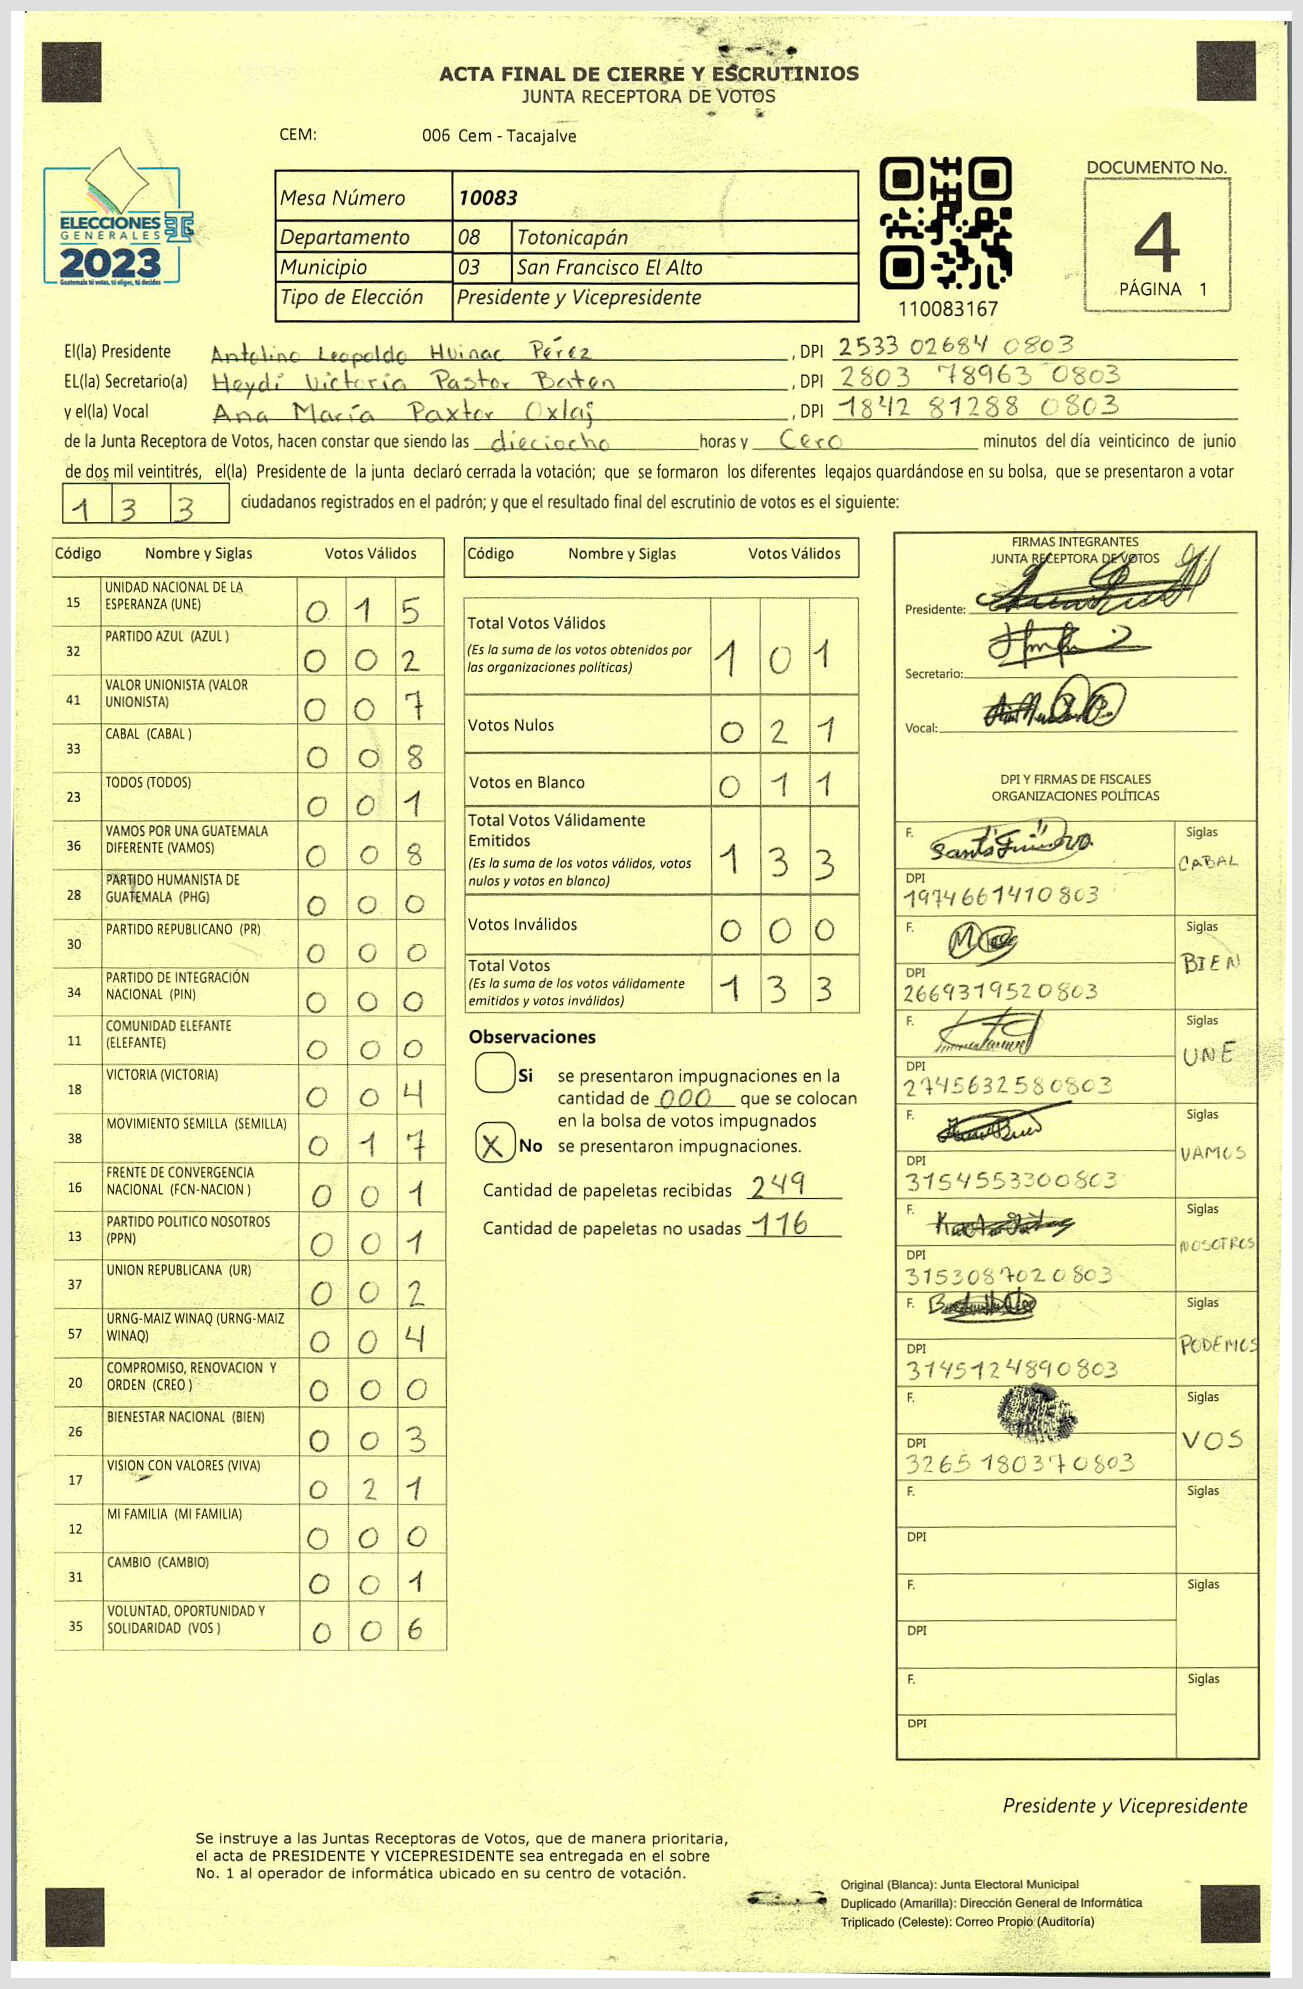 ACTA FINAL DE CIERRE Y ESCRUTINIOS
JUNTA RECEPTORA DE VOTOS
CEM: 006 Cem - Tacajalve
ELECCIONES
GENERALES
2023
Guatemala tú votas, tú eliges, tú decides
Mesa Número 10083
Departamento 08 Totonicapán
Municipio 03 San Francisco El Alto
Tipo de Elección Presidente y Vicepresidente
110083167
DOCUMENTO No.
4
PÁGINA 1
El(la) Presidente Antolino Leopoldo Huinac Pérez, DPI 2533 02684 0803
EL(la) Secretario(a) Heydi Victoria Pastor Baten, DPI 2803 78963 0803
y el(la) Vocal Ana María Paxtor Oxlaj, DPI 1842 81288 0803
de la Junta Receptora de Votos, hacen constar que siendo las dieciocho horas y Cero minutos del día veinticinco de junio
de dos mil veintitrés, el(la) Presidente de la junta declaró cerrada la votación; que se formaron los diferentes legajos quardándose en su bolsa, que se presentaron a votar
1 3 3 ciudadanos registrados en el padrón; y que el resultado final del escrutinio de votos es el siguiente:
Código Nombre y Siglas Votos Válidos
15 UNIDAD NACIONAL DE LA
ESPERANZA (UNE) 0 1 5
32 PARTIDO AZUL (AZUL ) 0 0 2
41 VALOR UNIONISTA (VALOR
UNIONISTA) 0 0 7
33 CABAL (CABAL ) 0 0 8
23 TODOS (TODOS) 0 0 1
36 VAMOS POR UNA GUATEMALA
DIFERENTE (VAMOS) 0 0 8
28 PARTIDO HUMANISTA DE
GUATEMALA (PHG) 0 0 0
30 PARTIDO REPUBLICANO (PR) 0 0 0
34 PARTIDO DE INTEGRACIÓN
NACIONAL (PIN) 0 0 0
11 COMUNIDAD ELEFANTE
(ELEFANTE) 0 0 0
18 VICTORIA (VICTORIA) 0 0 4
38 MOVIMIENTO SEMILLA (SEMILLA) 0 1 7
16 FRENTE DE CONVERGENCIA
NACIONAL (FCN-NACION ) 0 0 1
13 PARTIDO POLITICO NOSOTROS
(PPN) 0 0 1
37 UNION REPUBLICANA (UR) 0 0 2
57 URNG-MAIZ WINAQ (URNG-MAIZ
WINAQ) 0 0 4
20 COMPROMISO, RENOVACION Y
ORDEN (CREO ) 0 0 0
26 BIENESTAR NACIONAL (BIEN) 0 0 3
17 VISION CON VALORES (VIVA) 0 2 1
12 MI FAMILIA (MI FAMILIA) 0 0 0
31 CAMBIO (CAMBIO) 0 0 1
35 VOLUNTAD, OPORTUNIDAD Y
SOLIDARIDAD (VOS ) 0 0 6
Código Nombre y Siglas Votos Válidos
Total Votos Válidos
(Es la suma de los votos obtenidos por
las organizaciones políticas) 1 0 1
Votos Nulos 0 2 1
Votos en Blanco 0 1 1
Total Votos Válidamente
Emitidos
(Es la suma de los votos válidos, votos
nulos y votos en blanco) 1 3 3
Votos Inválidos 0 0 0
Total Votos
(Es la suma de los votos válidamente
emitidos y votos inválidos) 1 3 3
Observaciones
Si se presentaron impugnaciones en la
cantidad de 000 que se colocan
en la bolsa de votos impugnados
X No se presentaron impugnaciones.
Cantidad de papeletas recibidas 249
Cantidad de papeletas no usadas 116
FIRMAS INTEGRANTES
JUNTA RECEPTORA DE VOTOS
Presidente:
Secretario:
Vocal:
DPI Y FIRMAS DE FISCALES
ORGANIZACIONES POLÍTICAS
F. Siglas
CABAL
DPI
1974661410803
F. Siglas
BIEN
DPI
2669319520803
F. Siglas
UNE
DPI
2745632580803
F. Siglas
VAMOS
DPI
3154553300803
F. Siglas
NOSOTROS
DPI
3153087020803
F. Siglas
PODEMOS
DPI
3145124890803
F. Siglas
VOS
DPI
3265180370803
F. Siglas
DPI
F. Siglas
DPI
F. Siglas
DPI
Presidente y Vicepresidente
Se instruye a las Juntas Receptoras de Votos, que de manera prioritaria,
el acta de PRESIDENTE Y VICEPRESIDENTE sea entregada en el sobre
No. 1 al operador de informática ubicado en su centro de votación.
Original (Blanca): Junta Electoral Municipal
Duplicado (Amarilla): Dirección General de Informática
Triplicado (Celeste): Correo Propio (Auditoría)